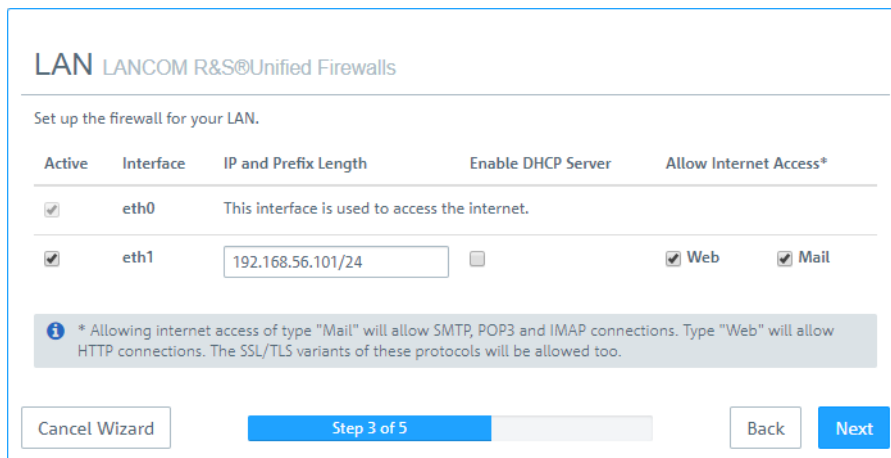 LAN LANCOM R&S®Unified Firewalls
Set up the firewall for your LAN.
Active Interface IP and Prefix Length Enable DHCP Server Allow Internet Access*
eth0 This interface is used to access the internet.
eth1 192.168.56.101/24 Web Mail
* Allowing internet access of type "Mail" will allow SMTP, POP3 and IMAP connections. Type "Web" will allow
HTTP connections. The SSL/TLS variants of these protocols will be allowed too.
Cancel Wizard Step 3 of 5 Back Next